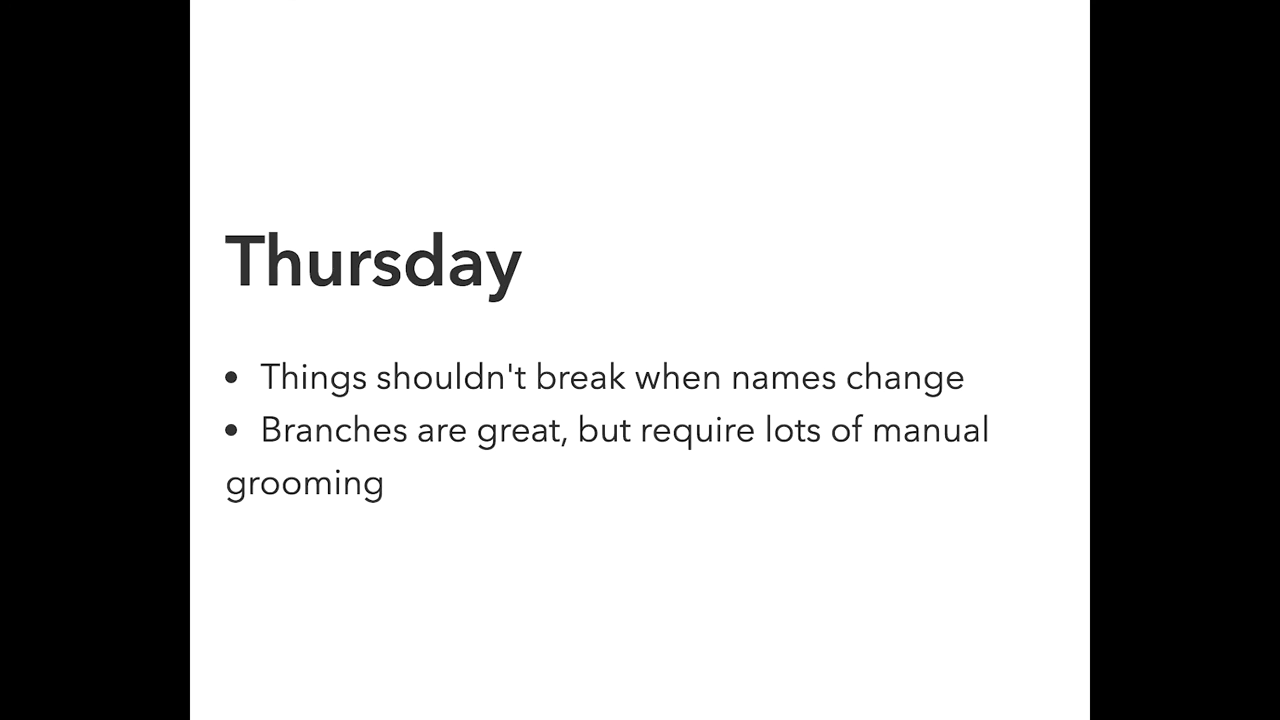 Thursday
• Things shouldn't break when names change
• Branches are great, but require lots of manual
grooming